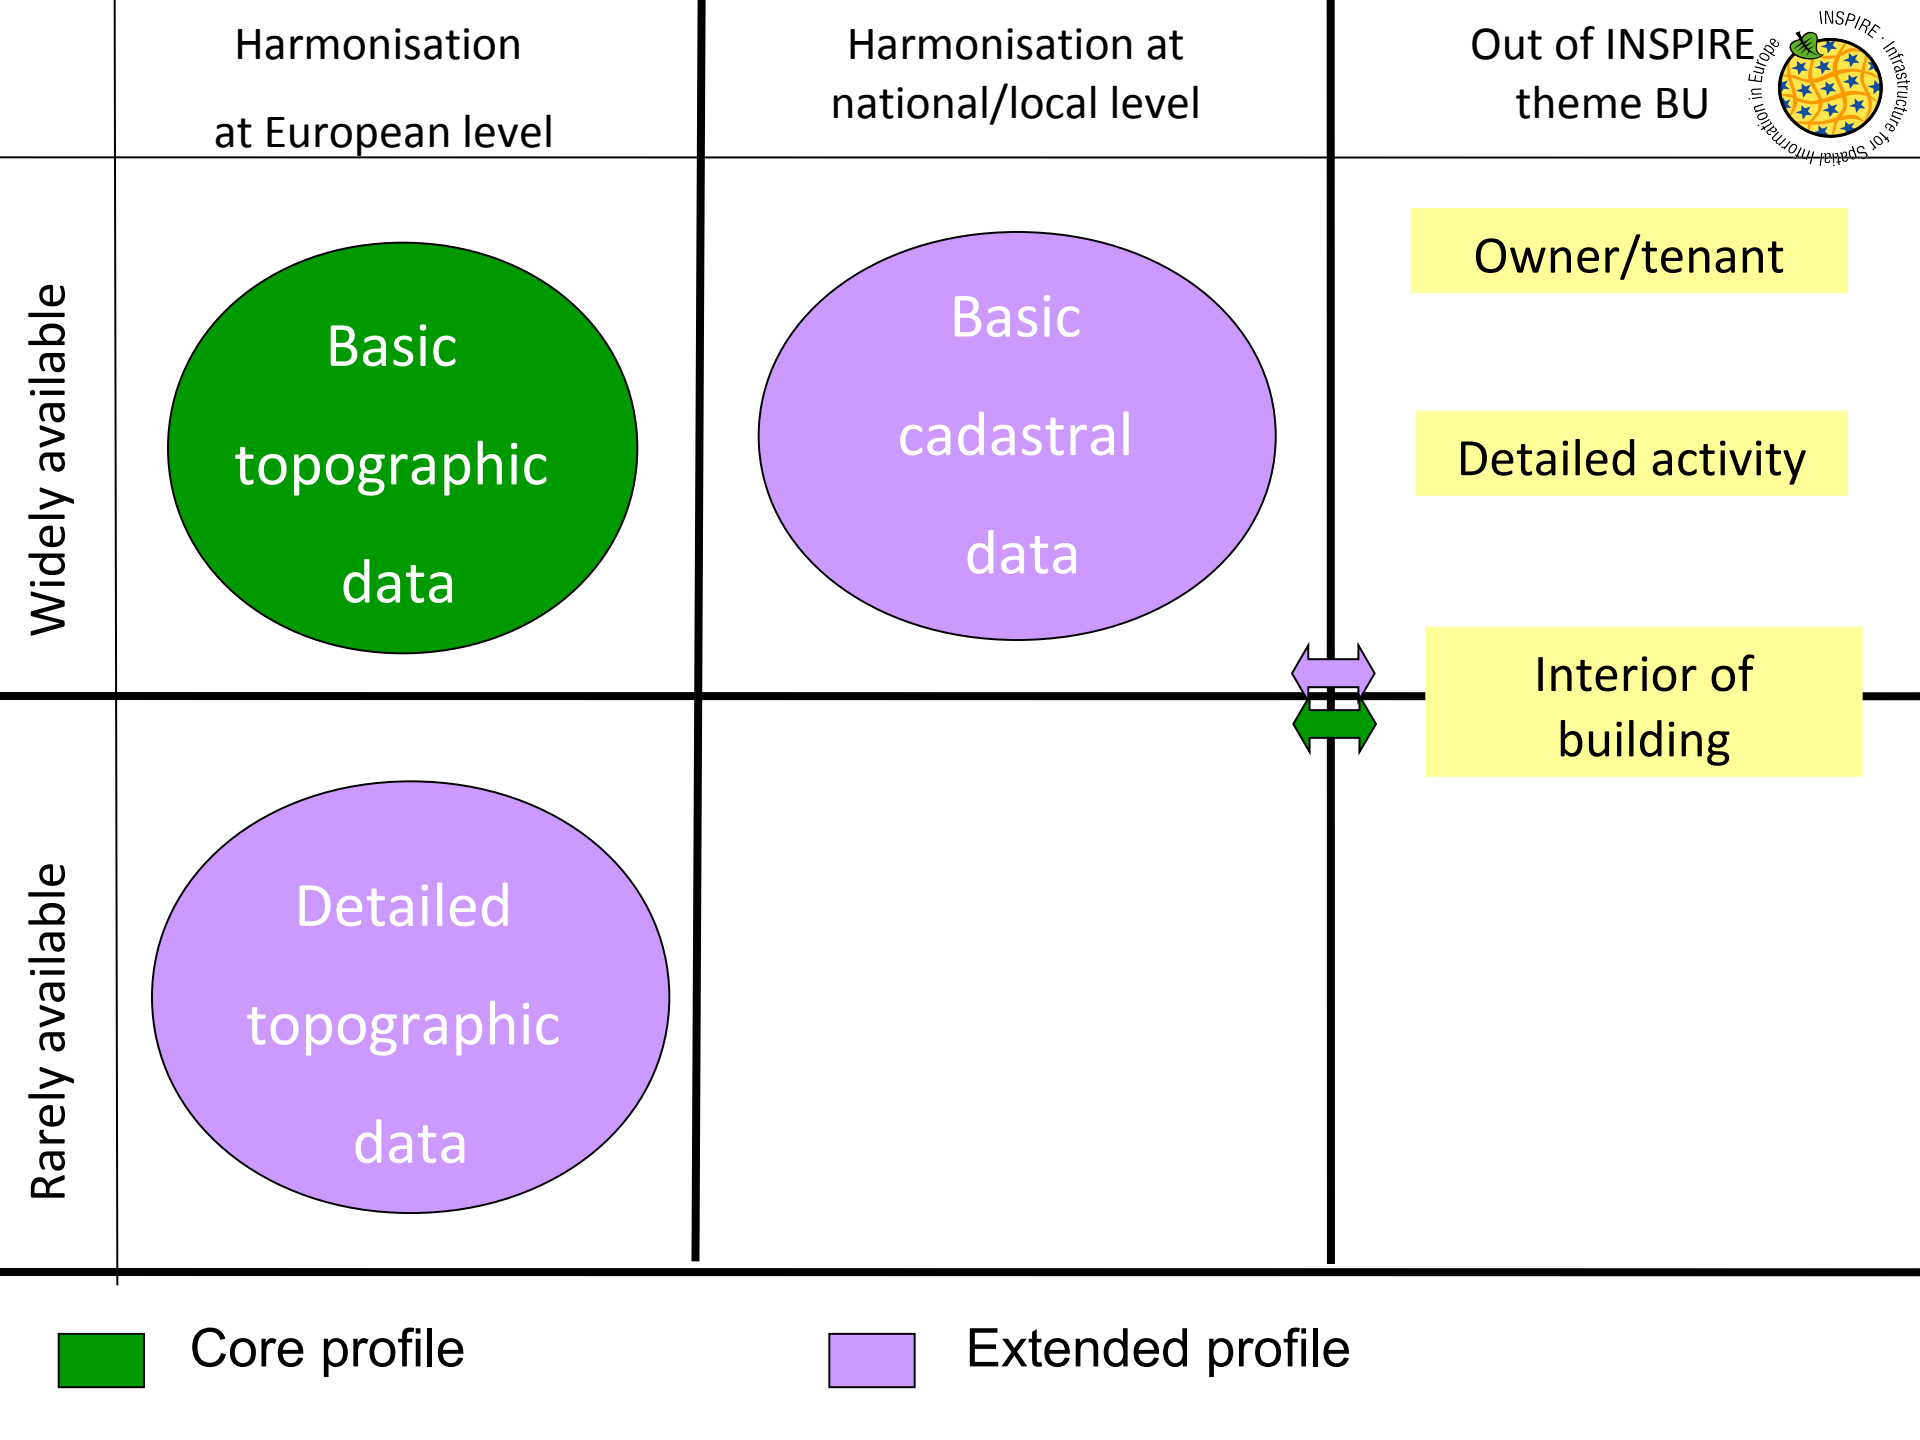 Harmonisation
at European level
Harmonisation at
national/local level
Out of INSPIRE
theme BU
INSPIRE · Infrastructure for Spatial Information in Europe
Widely available
Basic
topographic
data
Basic
cadastral
data
Owner/tenant
Detailed activity
Interior of
building
Rarely available
Detailed
topographic
data
Core profile
Extended profile